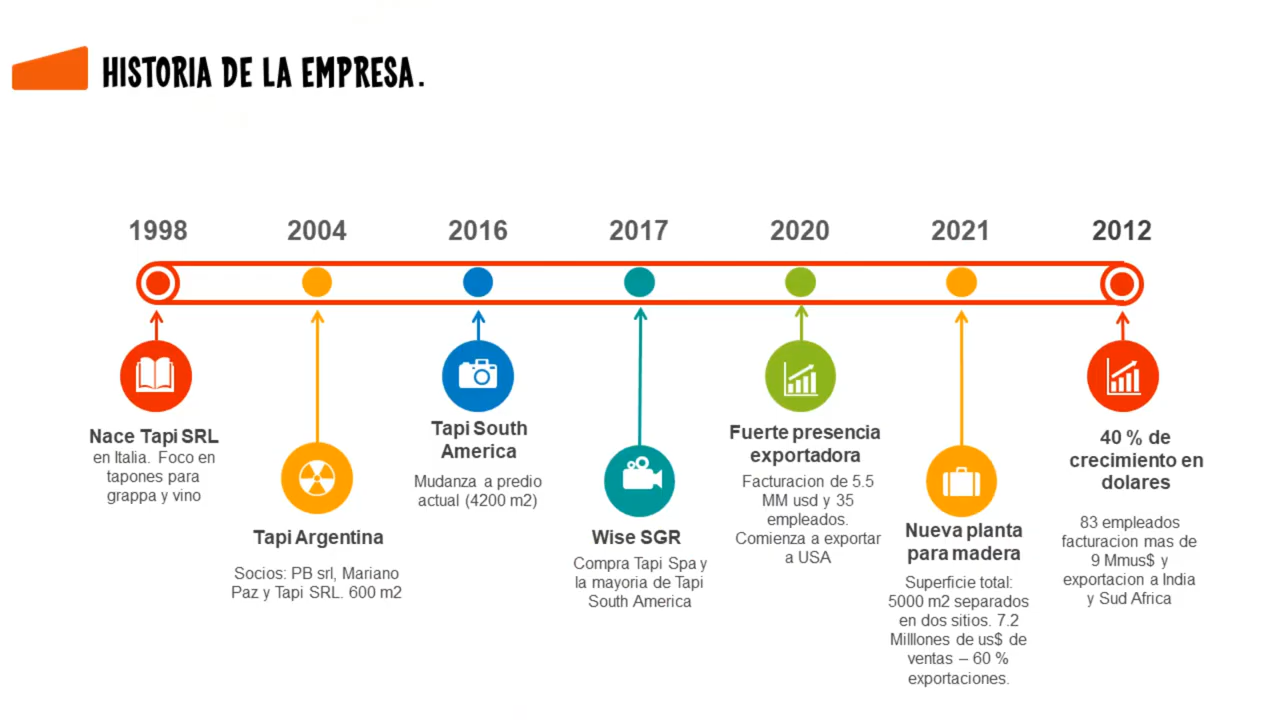 HISTORIA DE LA EMPRESA.
1998
2004
2016
2017
2020
2021
2012
Nace Tapi SRL
en Italia. Foco en
tapones para
grappa y vino
Tapi Argentina
Socios: PB srl, Mariano
Paz y Tapi SRL. 600 m2
Tapi South
America
Mudanza a predio
actual (4200 m2)
Wise SGR
Compra Tapi Spa y
la mayoria de Tapi
South America
Fuerte presencia
exportadora
Facturacion de 5.5
MM usd y 35
empleados.
Comienza a exportar
a USA
Nueva planta
para madera
Superficie total:
5000 m2 separados
en dos sitios. 7.2
Milllones de us$ de
ventas – 60 %
exportaciones.
40 % de
crecimiento en
dolares
83 empleados
facturacion mas de
9 Mmus$ y
exportacion a India
y Sud Africa